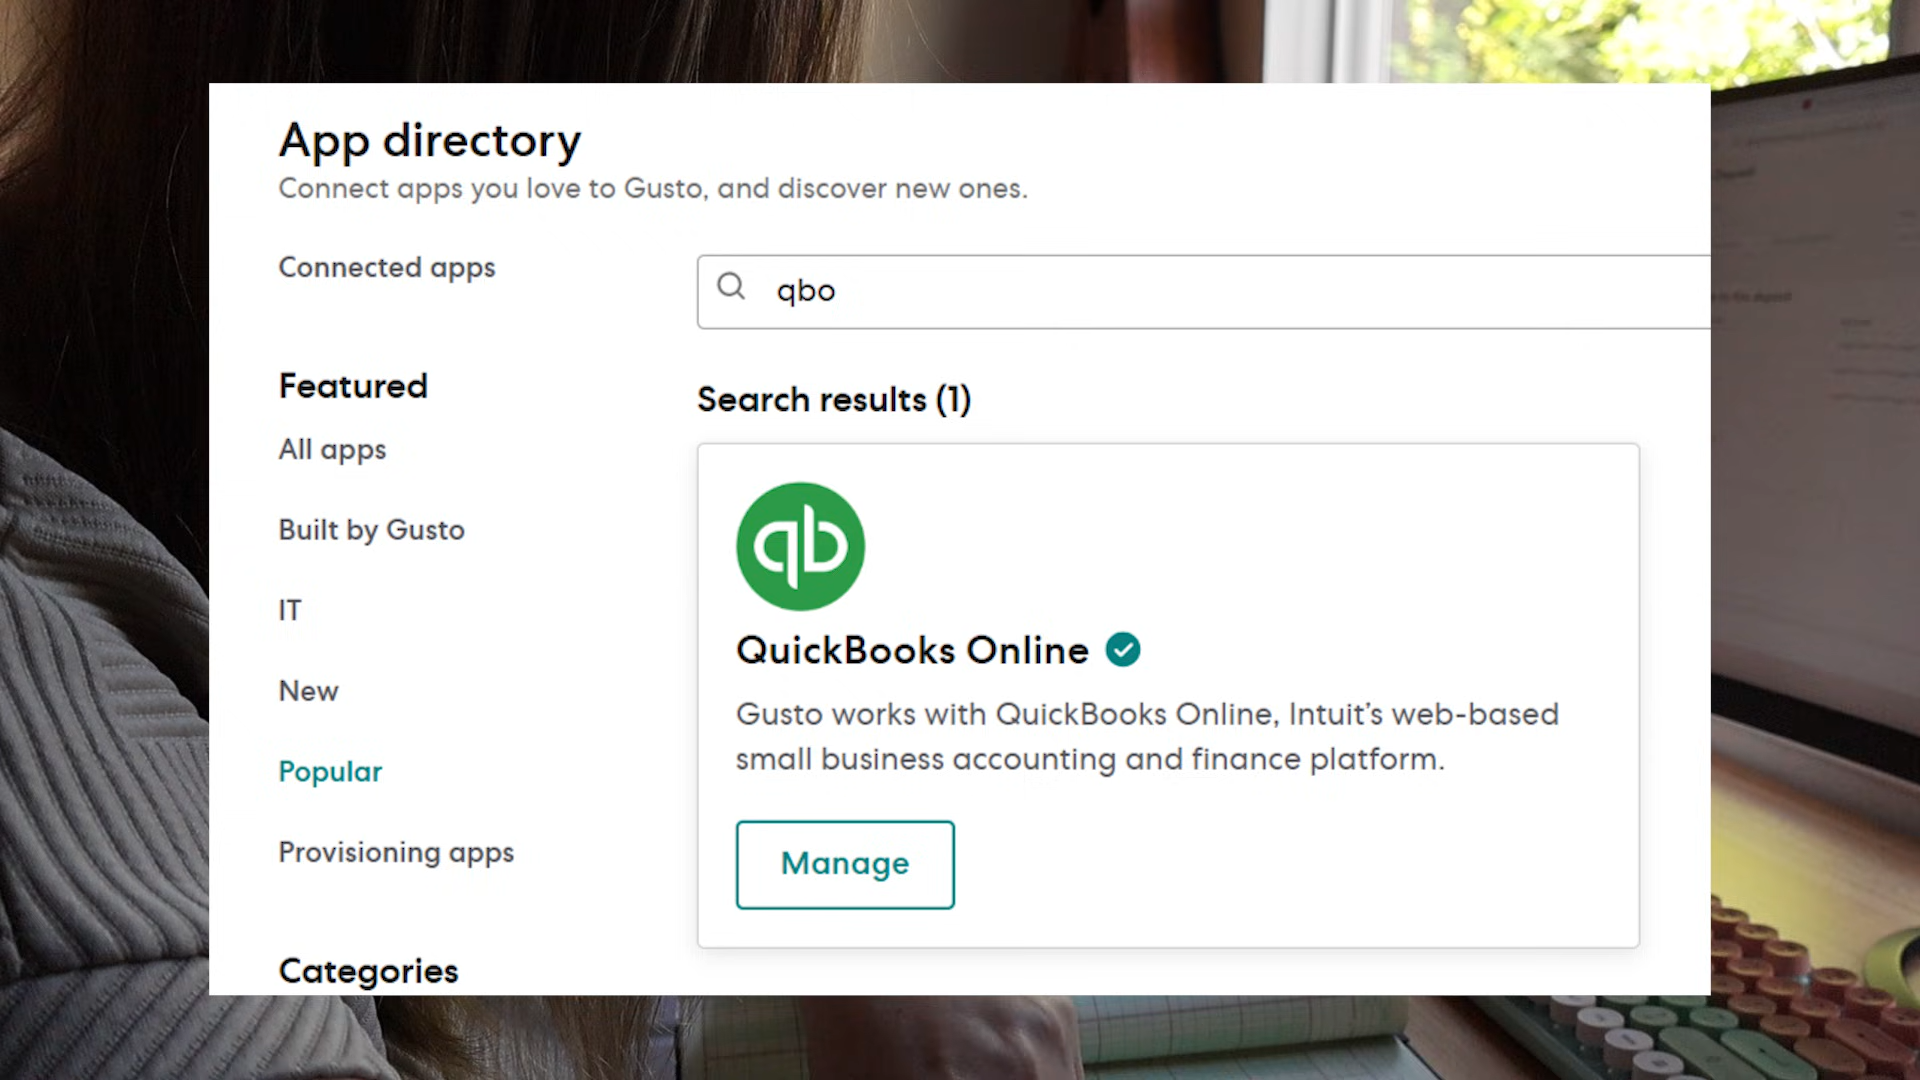 App directory
Connect apps you love to Gusto, and discover new ones.
Connected apps
qbo
Featured
All apps
Built by Gusto
IT
New
Popular
Provisioning apps
Categories
Search results (1)
qb
QuickBooks Online
Gusto works with QuickBooks Online, Intuit's web-based
small business accounting and finance platform.
Manage